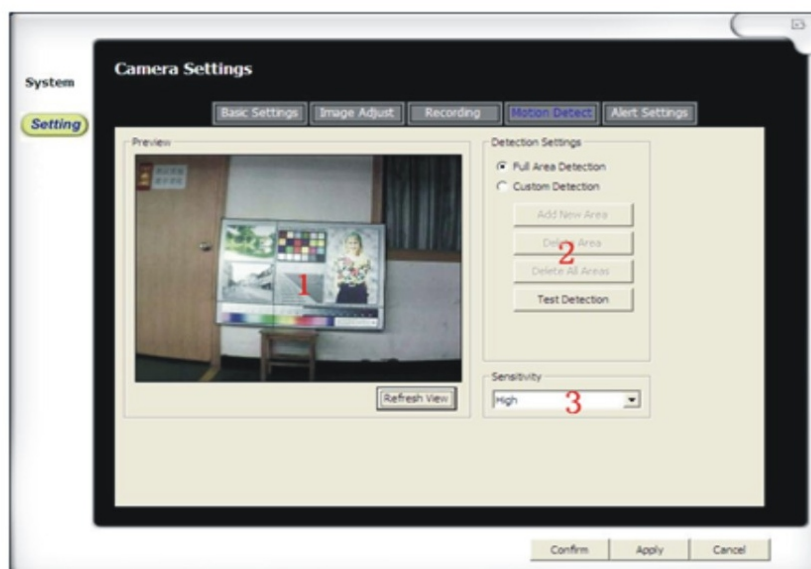 System
Setting
Camera Settings
Basic Settings
Image Adjust
Recording
Motion Detect
Alert Settings
Preview
1
Refresh View
Detection Settings
Full Area Detection
Custom Detection
Add New Area
Delete Area
2
Delete All Areas
Test Detection
Sensitivity
High
3
Confirm
Apply
Cancel